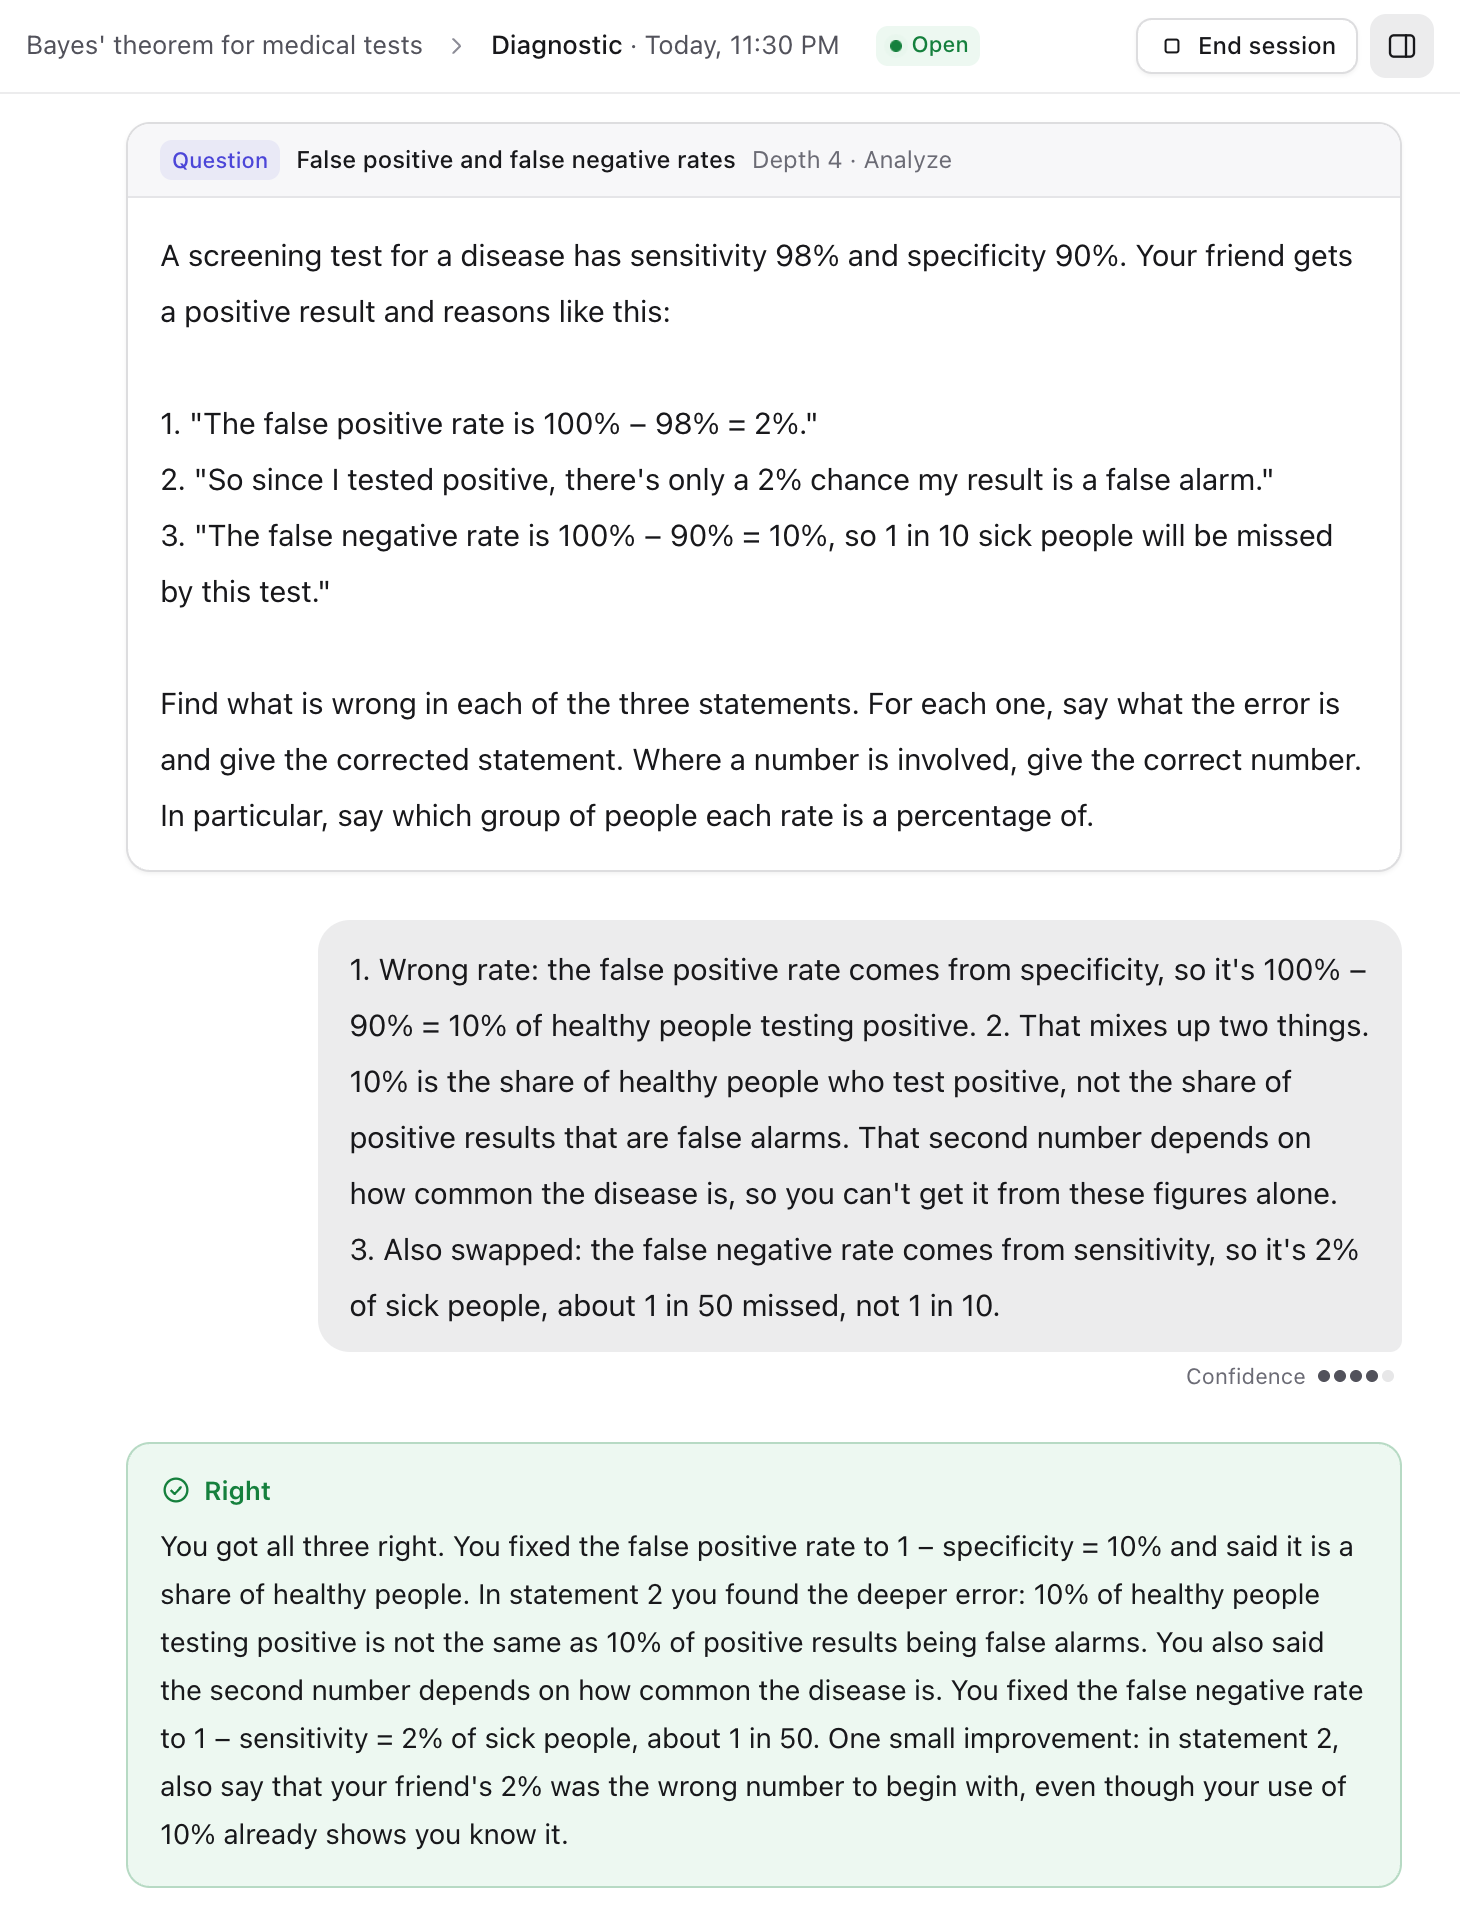 Bayes' theorem for medical tests > Diagnostic · Today, 11:30 PM Open End session
Question False positive and false negative rates Depth 4 · Analyze
A screening test for a disease has sensitivity 98% and specificity 90%. Your friend gets
a positive result and reasons like this:
1. "The false positive rate is 100% – 98% = 2%."
2. "So since I tested positive, there's only a 2% chance my result is a false alarm."
3. "The false negative rate is 100% – 90% = 10%, so 1 in 10 sick people will be missed
by this test."
Find what is wrong in each of the three statements. For each one, say what the error is
and give the corrected statement. Where a number is involved, give the correct number.
In particular, say which group of people each rate is a percentage of.
1. Wrong rate: the false positive rate comes from specificity, so it's 100% –
90% = 10% of healthy people testing positive. 2. That mixes up two things.
10% is the share of healthy people who test positive, not the share of
positive results that are false alarms. That second number depends on
how common the disease is, so you can't get it from these figures alone.
3. Also swapped: the false negative rate comes from sensitivity, so it's 2%
of sick people, about 1 in 50 missed, not 1 in 10.
Confidence
Right
You got all three right. You fixed the false positive rate to 1 – specificity = 10% and said it is a
share of healthy people. In statement 2 you found the deeper error: 10% of healthy people
testing positive is not the same as 10% of positive results being false alarms. You also said
the second number depends on how common the disease is. You fixed the false negative rate
to 1 – sensitivity = 2% of sick people, about 1 in 50. One small improvement: in statement 2,
also say that your friend's 2% was the wrong number to begin with, even though your use of
10% already shows you know it.